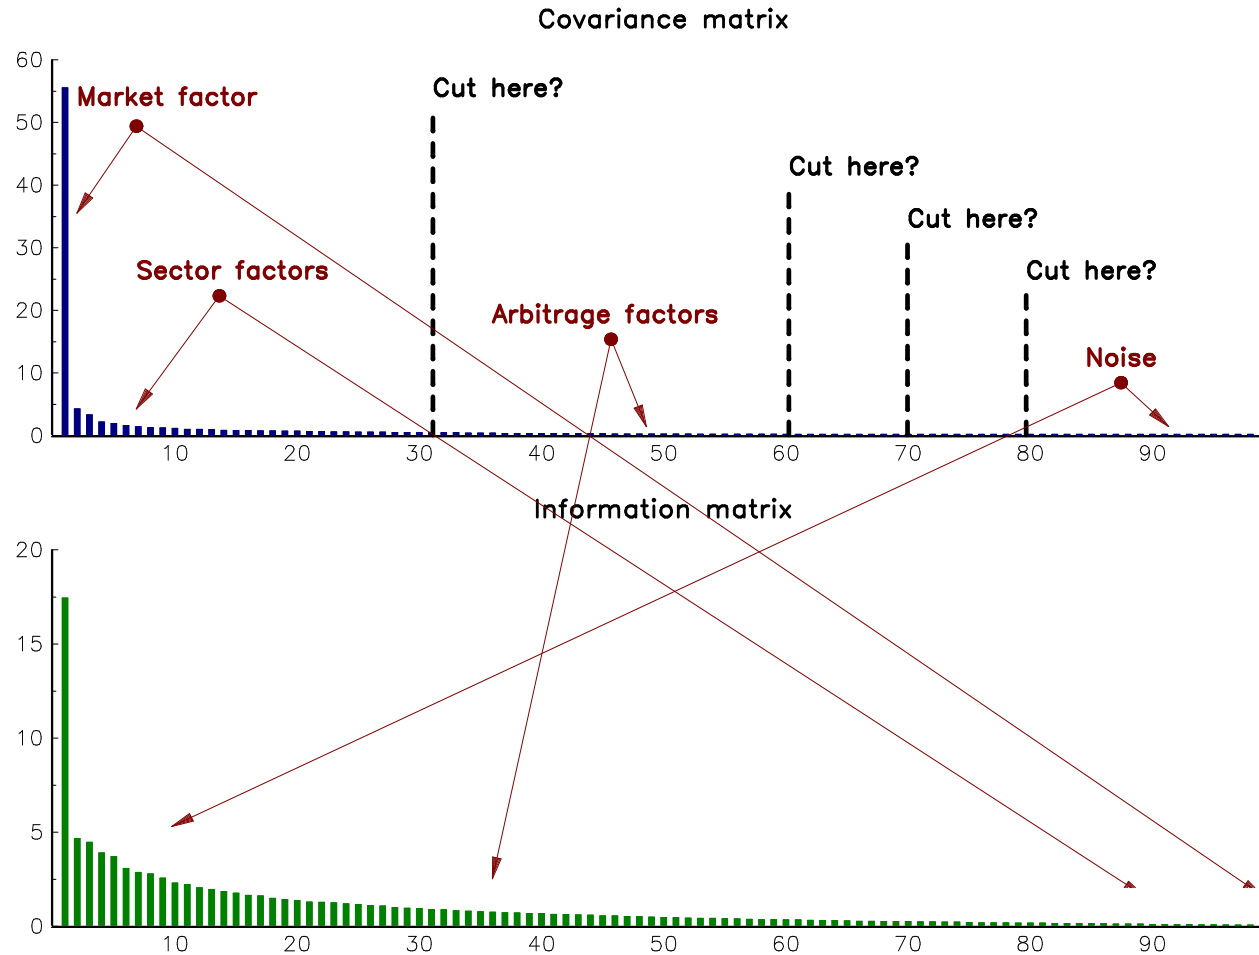 Covariance matrix
60
Cut here?
Market factor
50
Cut here?
40
Cut here?
30
Sector factors
Cut here?
20
Arbitrage factors
Noise
10
0
10 20 30 40 50 60 70 80 90
Information matrix
20
15
10
5
0
10 20 30 40 50 60 70 80 90